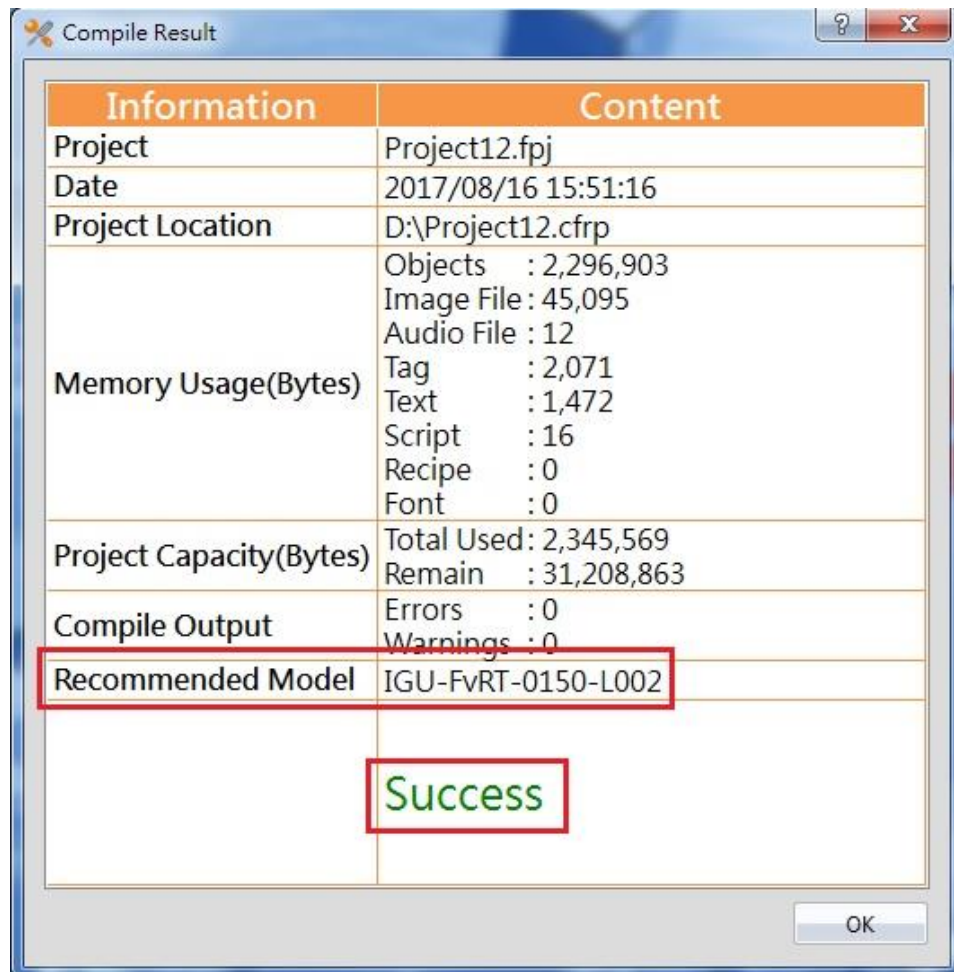 Compile Result
Information Content
Project Project12.fpj
Date 2017/08/16 15:51:16
Project Location D:\Project12.cfrp
Memory Usage(Bytes)
Objects : 2,296,903
Image File : 45,095
Audio File : 12
Tag : 2,071
Text : 1,472
Script : 16
Recipe : 0
Font : 0
Project Capacity(Bytes)
Total Used : 2,345,569
Remain : 31,208,863
Compile Output
Errors : 0
Warnings : 0
Recommended Model IGU-FvRT-0150-L002
Success
OK